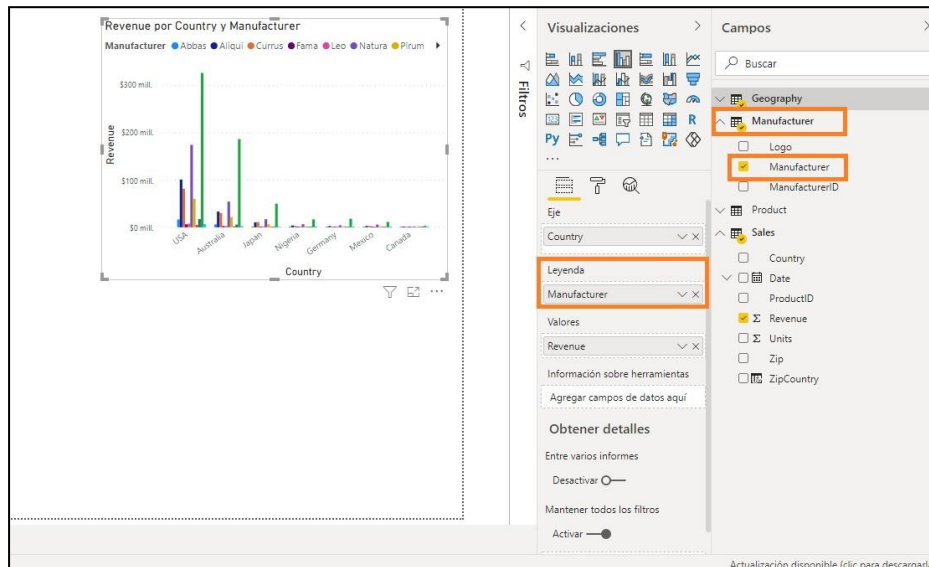 Revenue por Country y Manufacturer
Manufacturer Abbas Aliqui Currus Fama Leo Natura Pirum
$300 mill.
$200 mill.
$100 mill.
$0 mill.
Revenue
USA Australia Japan Nigeria Germany Mexico Canada
Country
Filtros
Visualizaciones
123
R
Py
...
Eje
Country
Leyenda
Manufacturer
Valores
Revenue
Información sobre herramientas
Agregar campos de datos aquí
Obtener detalles
Entre varios informes
Desactivar
Mantener todos los filtros
Activar
Campos
Buscar
Geography
Manufacturer
Logo
Manufacturer
ManufacturerID
Product
Sales
Country
Date
ProductID
Σ Revenue
Σ Units
Zip
ZipCountry
Actualización disponible (clic para descargarla